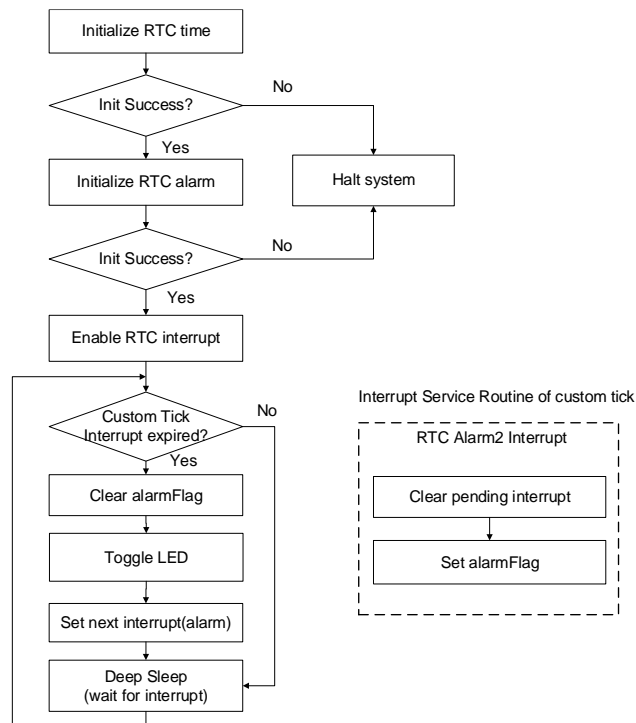 Initialize RTC time
No
Init Success?
Yes
Initialize RTC alarm
Halt system
No
Init Success?
Yes
Enable RTC interrupt
Custom Tick
Interrupt expired?
No
Yes
Clear alarmFlag
Toggle LED
Set next interrupt(alarm)
Deep Sleep
(wait for interrupt)
Interrupt Service Routine of custom tick
RTC Alarm2 Interrupt
Clear pending interrupt
Set alarmFlag